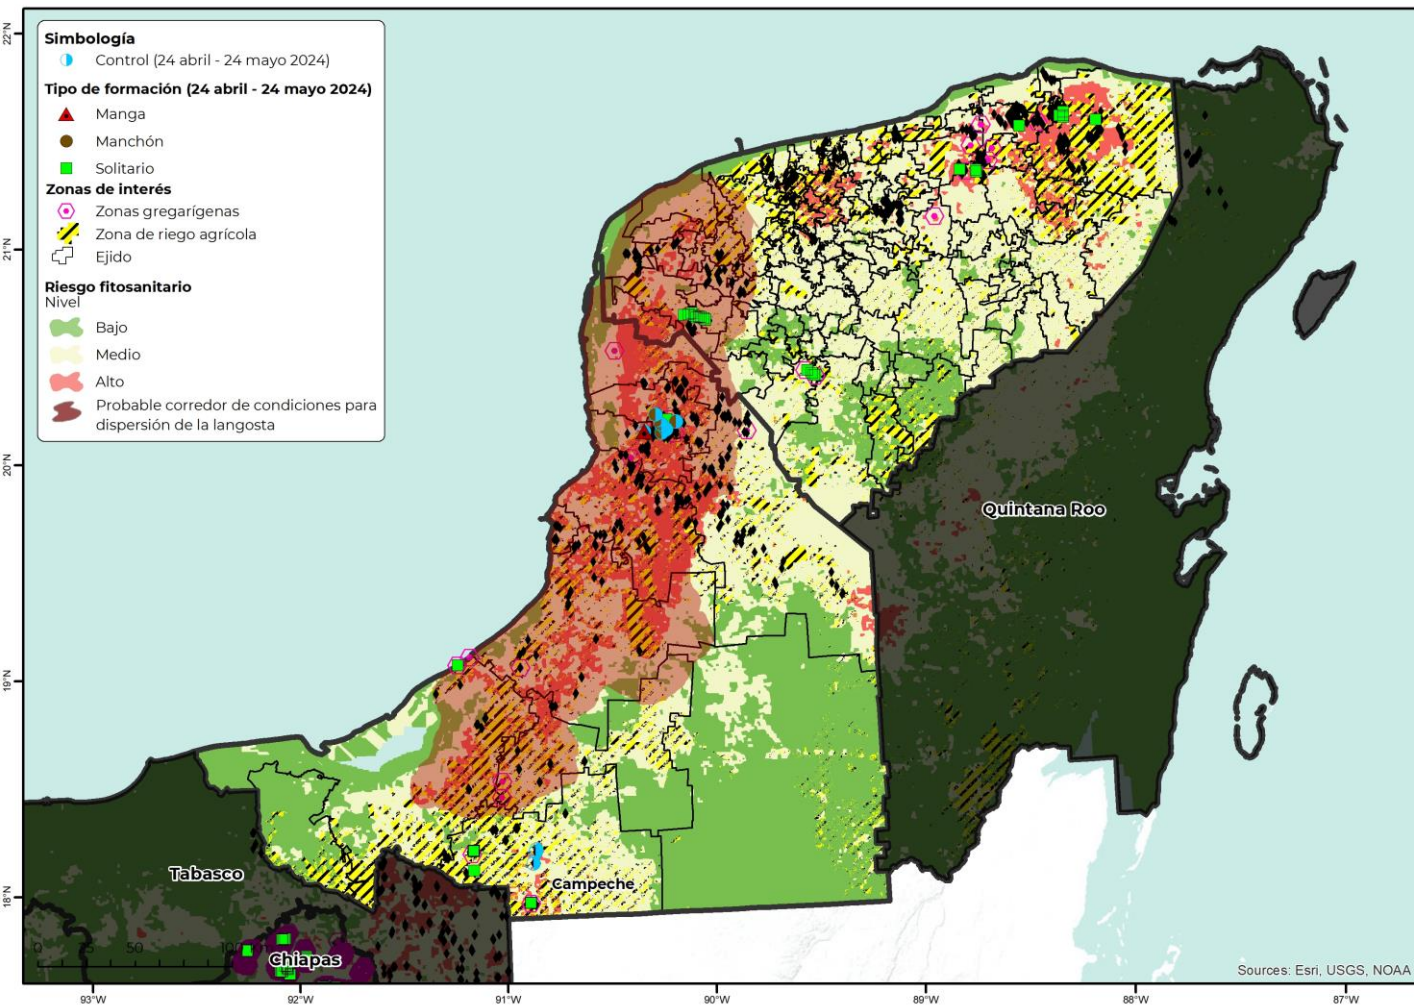 Simbología
Control (24 abril - 24 mayo 2024)
Tipo de formación (24 abril - 24 mayo 2024)
Manga
Manchón
Solitario
Zonas de interés
Zonas gregarígenas
Zona de riego agrícola
Ejido
Riesgo fitosanitario
Nivel
Bajo
Medio
Alto
Probable corredor de condiciones para
dispersión de la langosta
22°N
21°N
20°N
19°N
18°N
Quintana Roo
Tabasco
Campeche
Chiapas
0 25 50
Sources: Esri, USGS, NOAA
93°W 92°W 91°W 90°W 89°W 88°W 87°W